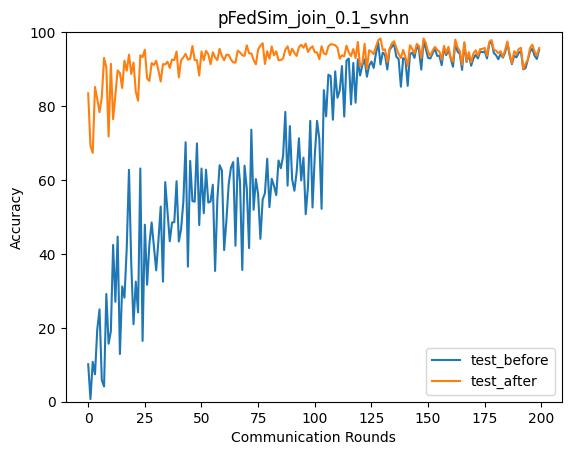 pFedSim_join_0.1_svhn
100
80
60
40
20
0
Accuracy
0 25 50 75 100 125 150 175 200
Communication Rounds
test_before
test_after